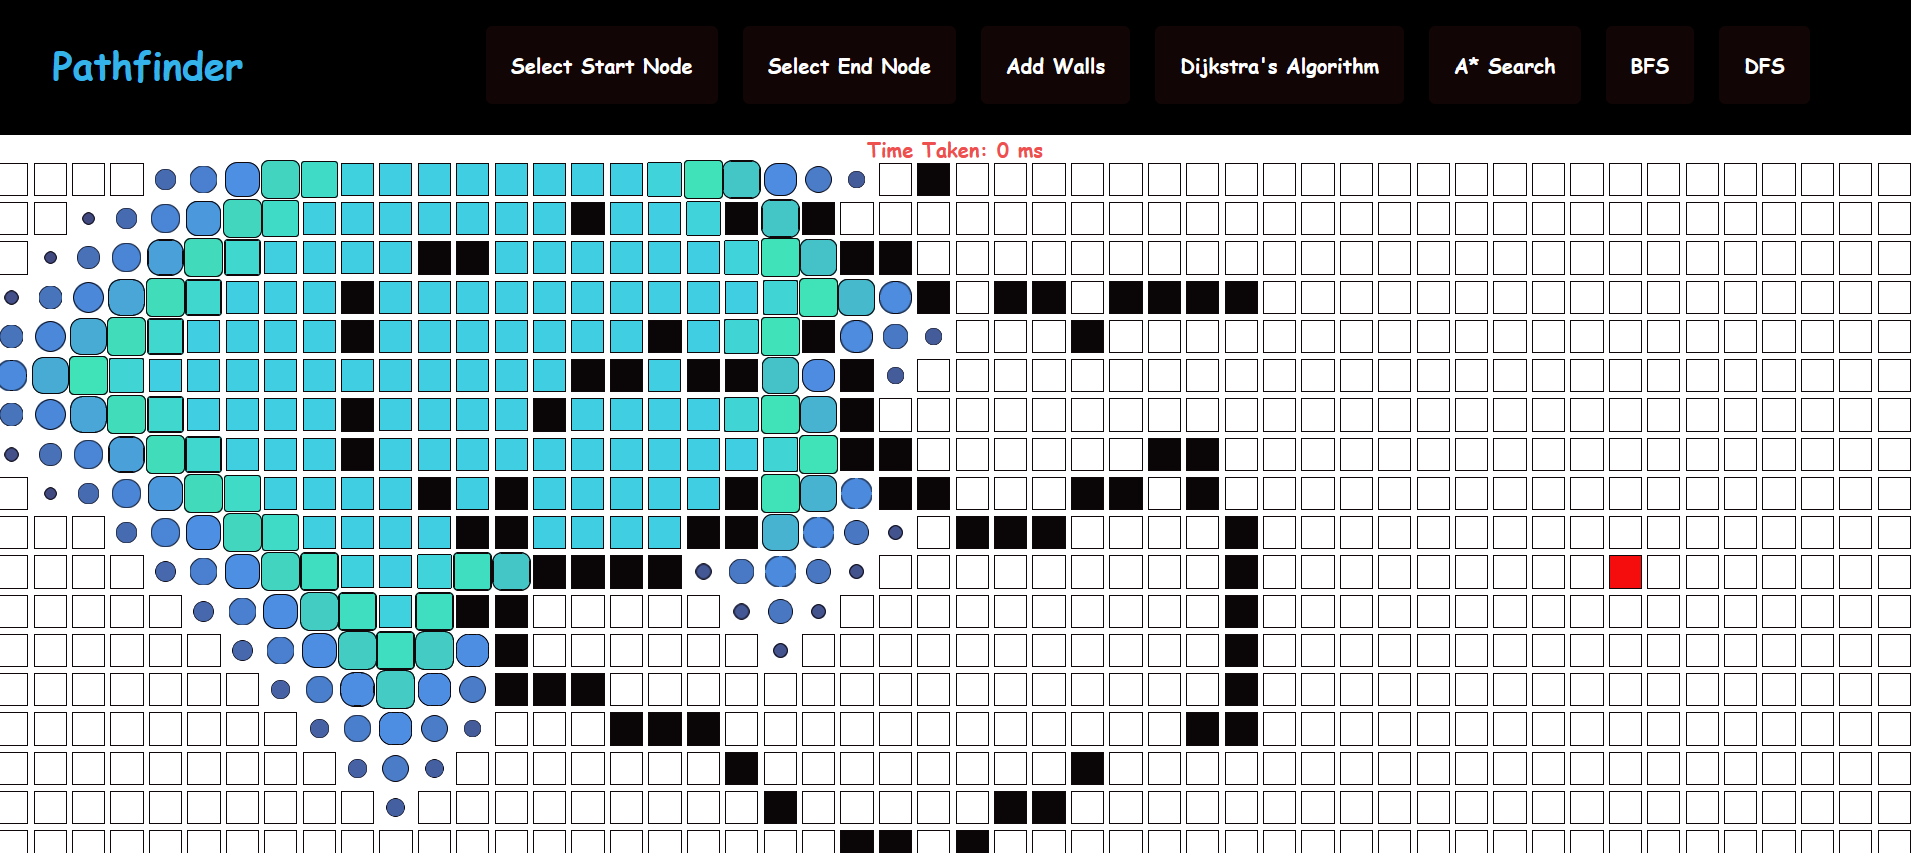 Pathfinder
Select Start Node
Select End Node
Add Walls
Dijkstra's Algorithm
A* Search
BFS
DFS
Time Taken: 0 ms